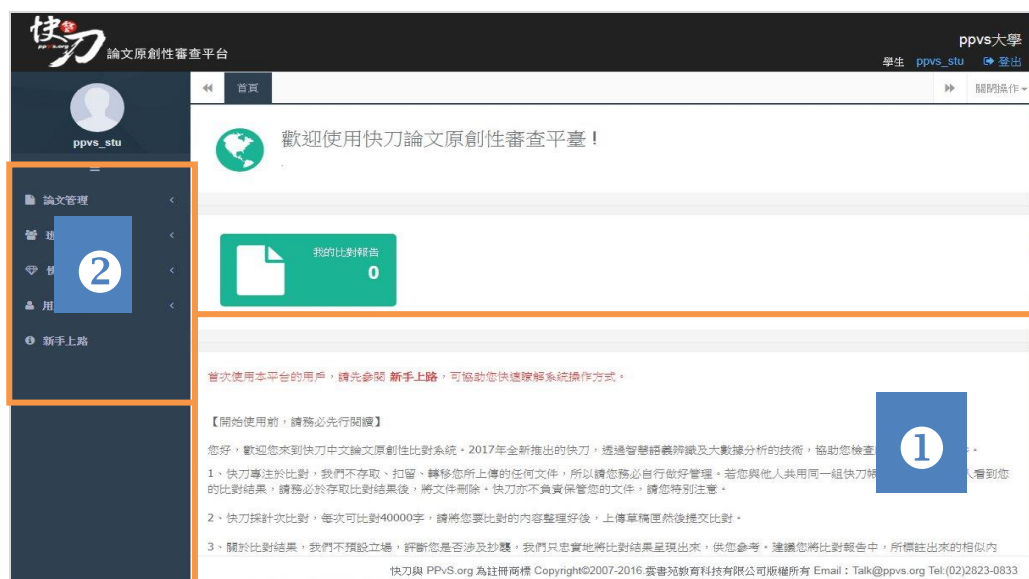 快刀
ppvs.org
論文原創性審查平台
ppvs大學
學生 ppvs_stu 登出
首頁
關閉操作
ppvs_stu
歡迎使用快刀論文原創性審查平臺！
論文管理
我的比對報告
0
用
新手上路
2
首次使用本平台的用戶，請先參閱 新手上路，可協助您快速瞭解系統操作方式。
【開始使用前，請務必先行閱讀】
您好，歡迎您來到快刀中文論文原創性比對系統。2017年全新推出的快刀，透過智慧語義辨識及大數據分析的技術，協助您檢查
1、快刀專注於比對，我們不存取、扣留、轉移您所上傳的任何文件，所以請您務必自行做好管理。若您與他人共用同一組快刀帳 人看到您
的比對結果，請務必於存取比對結果後，將文件刪除。快刀亦不負責保管您的文件，請您特別注意。
1
2、快刀採計次比對，每次可比對40000字，請將您要比對的內容整理好後，上傳草稿匣然後提交比對。
3、關於比對結果，我們不預設立場，評斷您是否涉及抄襲，我們只忠實地將比對結果呈現出來，供您參考。建議您將比對報告中，所標註出來的相似內
快刀與 PPvS.org 為註冊商標 Copyright©2007-2016.雲書苑教育科技有限公司版權所有 Email：Talk@ppvs.org Tel:(02)2823-0833